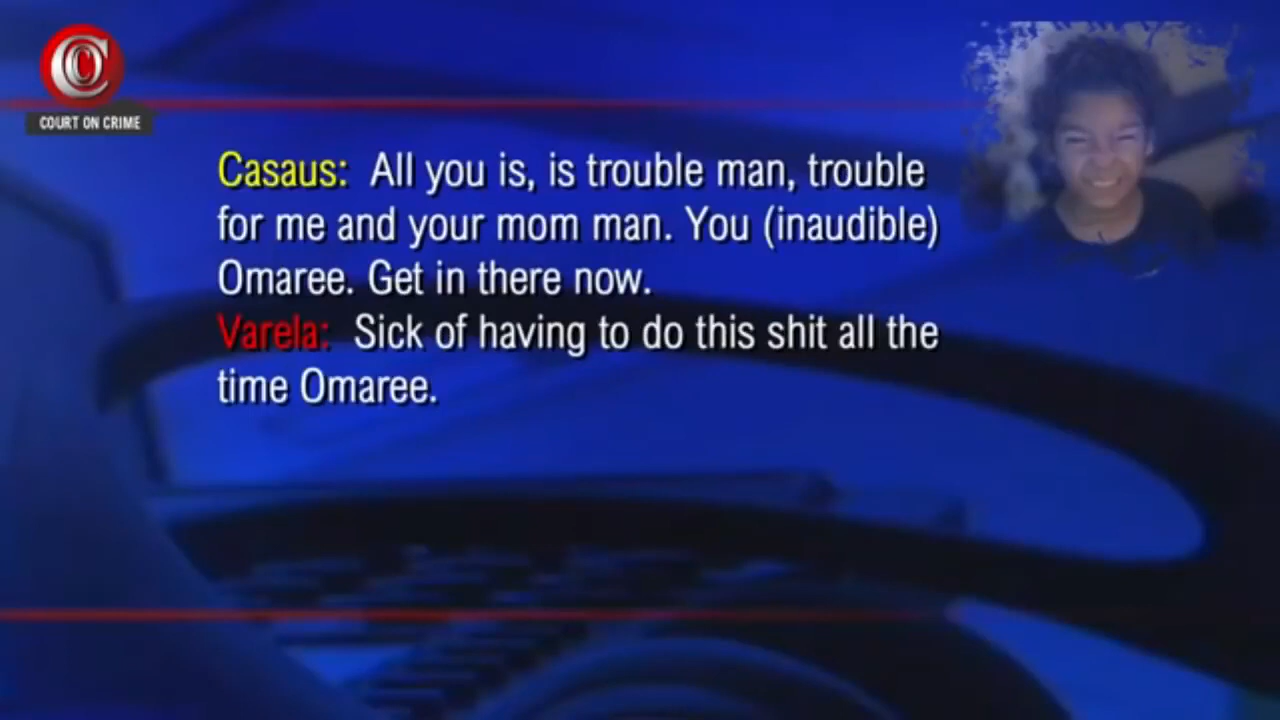 COURT ON CRIME
Casaus: All you is, is trouble man, trouble
for me and your mom man. You (inaudible)
Omaree. Get in there now.
Varela: Sick of having to do this shit all the
time Omaree.